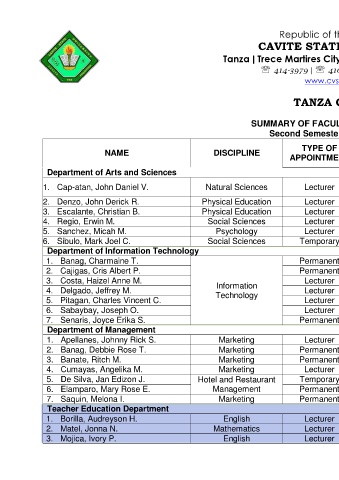 Republic of th
CAVITE STATE
Tanza | Trece Martires City
☏ 414-3979 | ☏ 416
www.cvs
TANZA C
SUMMARY OF FACUL
Second Semeste
NAME DISCIPLINE TYPE OF APPOINTMENT
Department of Arts and Sciences
1. Cap-atan, John Daniel V. Natural Sciences Lecturer
2. Denzo, John Derick R. Physical Education Lecturer
3. Escalante, Christian B. Physical Education Lecturer
4. Regio, Erwin M. Social Sciences Lecturer
5. Sanchez, Micah M. Psychology Lecturer
6. Sibulo, Mark Joel C. Social Sciences Temporary
Department of Information Technology
1. Banag, Charmaine T. Information Technology Permanent
2. Cajigas, Cris Albert P. Permanent
3. Costa, Haizel Anne M. Lecturer
4. Delgado, Jeffrey M. Lecturer
5. Pitagan, Charles Vincent C. Lecturer
6. Sabaybay, Joseph O. Lecturer
7. Senaris, Joyce Erika S. Permanent
Department of Management
1. Apellanes, Johnny Rick S. Marketing Lecturer
2. Banag, Debbie Rose T. Marketing Permanent
3. Banate, Ritch M. Marketing Permanent
4. Cumayas, Angelika M. Marketing Lecturer
5. De Silva, Jan Edizon J. Hotel and Restaurant Temporary
6. Elamparo, Mary Rose E. Management Permanent
7. Saquin, Melona I. Marketing Permanent
Teacher Education Department
1. Borilla, Audreyson H. English Lecturer
2. Matel, Jonna N. Mathematics Lecturer
3. Mojica, Ivory P. English Lecturer